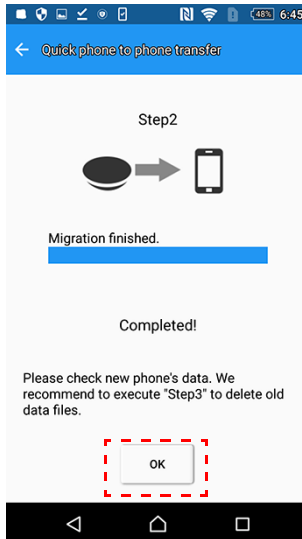 48% 6:45
Quick phone to phone transfer
Step2
Migration finished.
Completed!
Please check new phone's data. We
recommend to execute "Step3" to delete old
data files.
OK